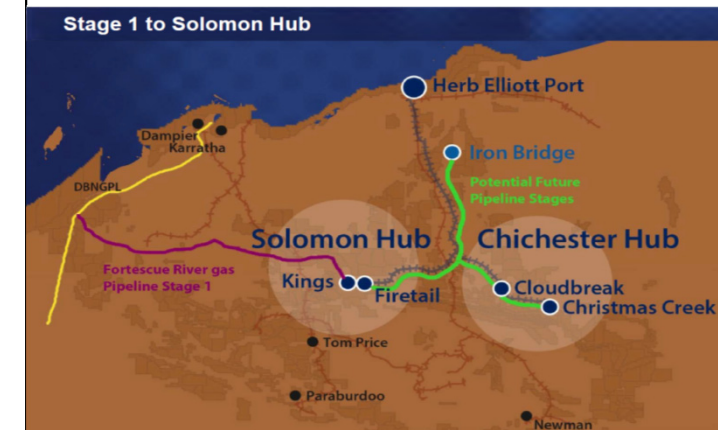 Stage 1 to Solomon Hub
Herb Elliott Port
Dampier
Karratha
Iron Bridge
DBNGPL
Potential Future
Pipeline Stages
Solomon Hub
Chichester Hub
Fortescue River gas
Pipeline Stage 1
Kings
Firetail
Cloudbreak
Christmas Creek
Tom Price
Paraburdoo
Newman